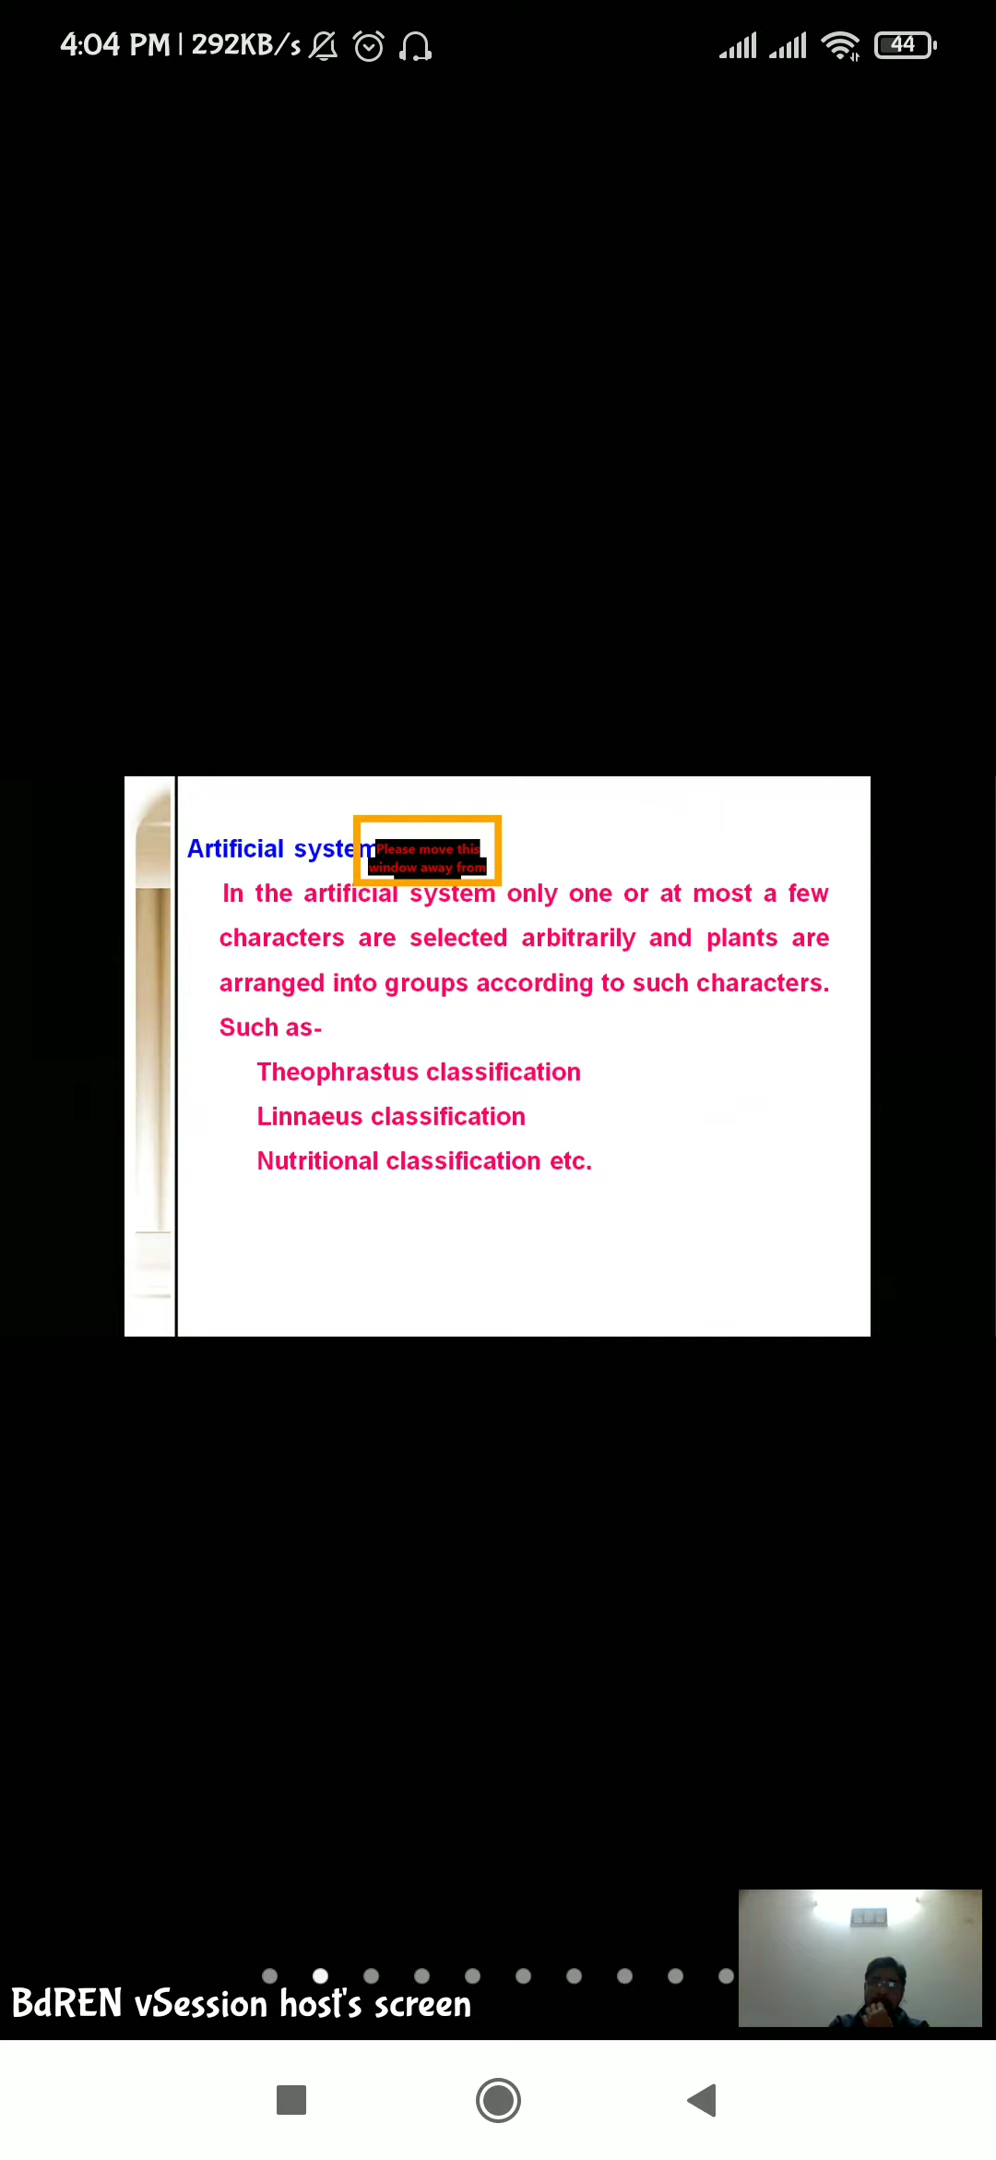 4:04 PM | 292KB/s
44
Artificial system
Please move this
window away from
In the artificial system only one or at most a few
characters are selected arbitrarily and plants are
arranged into groups according to such characters.
Such as-
Theophrastus classification
Linnaeus classification
Nutritional classification etc.
BdREN vSession host's screen